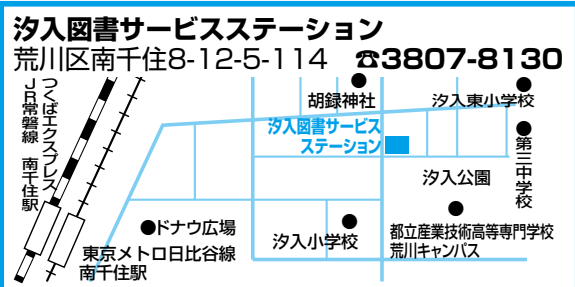 汐入図書サービスステーション
荒川区南千住8-12-5-114 ☎3807-8130
つくばエクスプレス
JR常磐線 南千住駅
胡録神社
汐入東小学校
汐入図書サービス
ステーション
第三中学校
汐入公園
ドナウ広場
東京メトロ日比谷線
南千住駅
汐入小学校
都立産業技術高等専門学校
荒川キャンパス